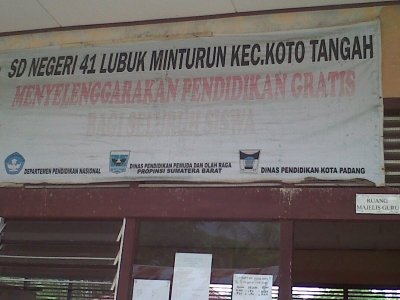 SD NEGERI 41 LUBUK MINTURUN KEC.KOTO TANGAH
MENYELENGGARAKAN PENDIDIKAN GRATIS
BAGI
DEPARTEMEN PENDIDIKAN NASIONAL
DINAS PENDIDIKAN PEMUDA DAN OLAH RAGA
PROPINSI SUMATERA BARAT
DINAS PENDIDIKAN KOTA PADANG
RUANG
MAJELIS GURU